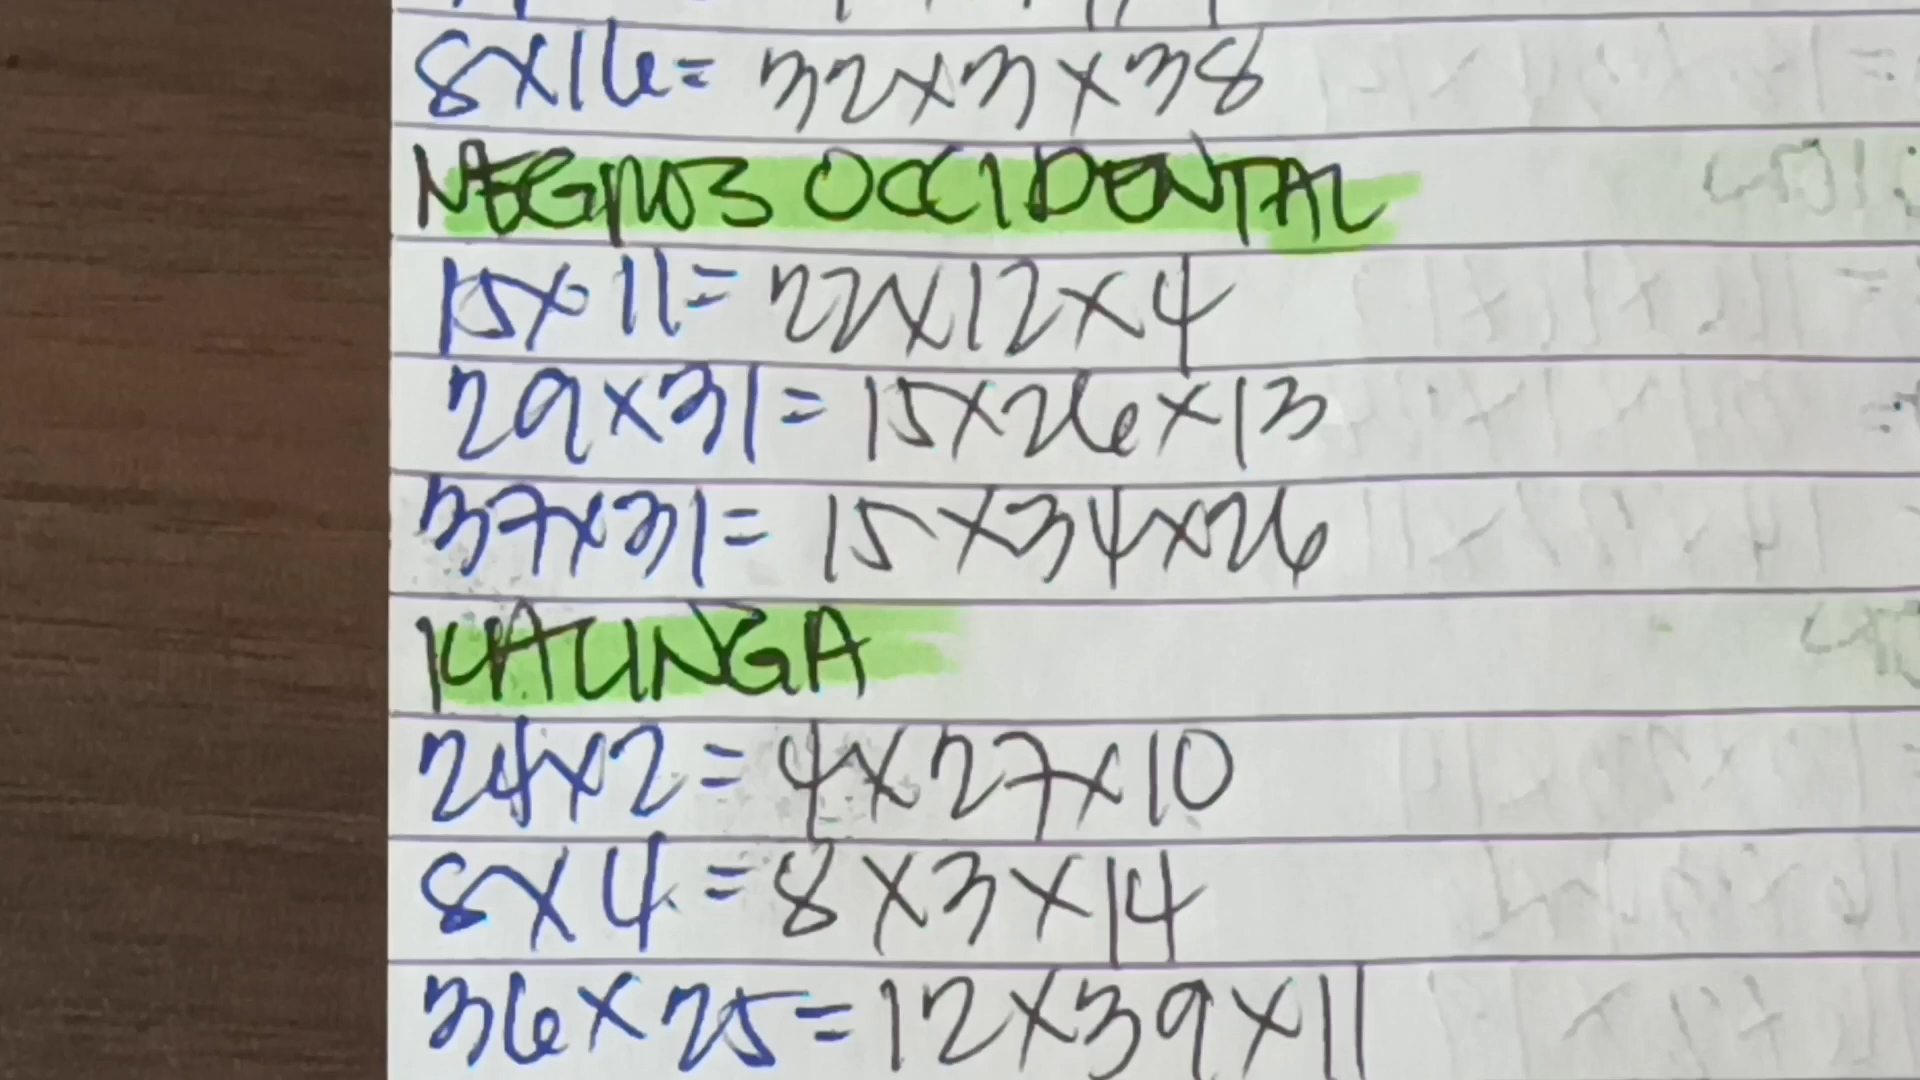 8x16= 32x3x38
NEGROS OCCIDENTAL
15x11= 22x12x4
29x31= 15x26x13
37x31= 15x34x26
KALINGA
24x2= 4x27x10
8x4=8x3x14
36x25=12x39x11